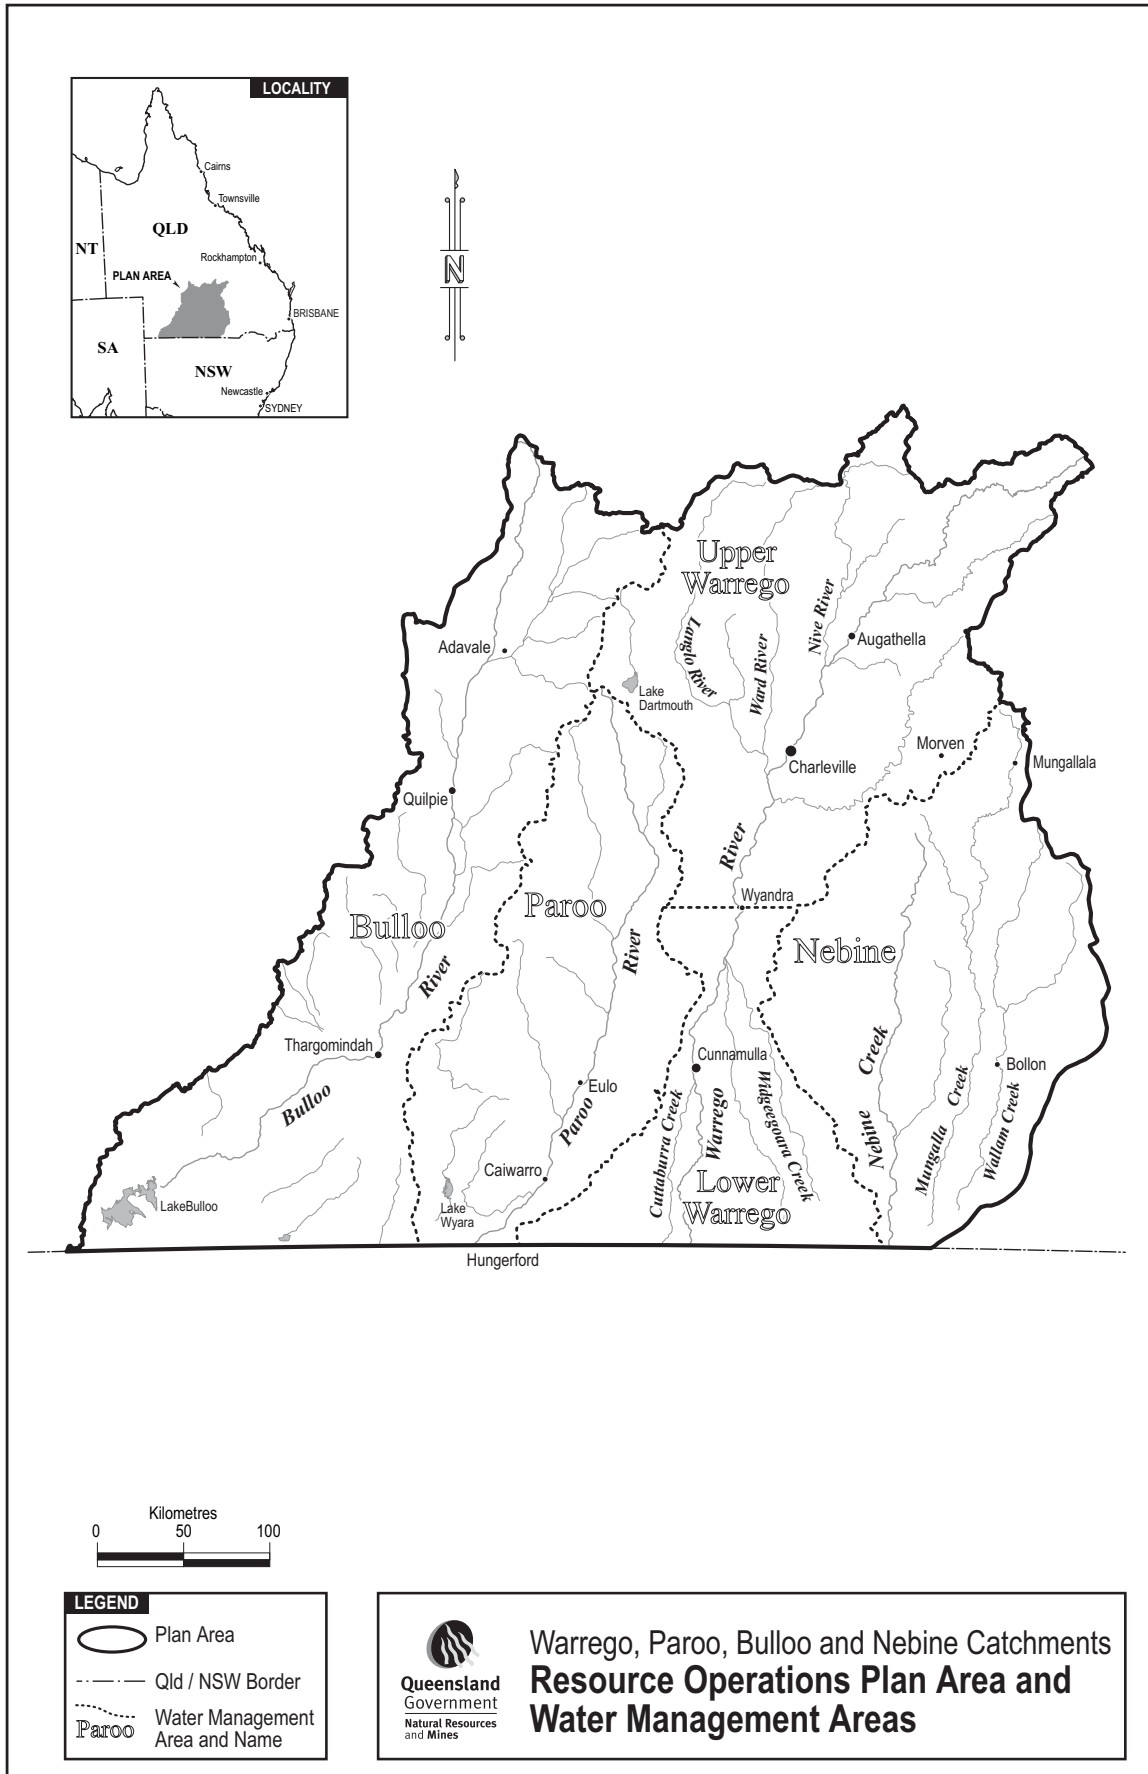 LOCALITY
Cairns
Townsville
QLD
NT
Rockhampton
PLAN AREA
BRISBANE
SA
NSW
Newcastle
SYDNEY
N
Upper
Warrego
Nive River
Langlo River
Ward River
Augathella
Adavale
Lake
Dartmouth
Morven
Mungallala
Charleville
Quilpie
River
Wyandra
Paroo
Bulloo
Nebine
River
River
Thargomindah
Cunnamulla
Creek
Bollon
Eulo
Bulloo
Paroo
Cuttaburra Creek
Warrego
Widgeegoara Creek
Nebine
Mungalla
Creek
Wallam Creek
Caiwarro
Lower
Warrego
LakeBulloo
Lake
Wyara
Hungerford
Kilometres
0 50 100
LEGEND
Plan Area
Qld / NSW Border
Paroo
Water Management
Area and Name
Queensland
Government
Natural Resources
and Mines
Warrego, Paroo, Bulloo and Nebine Catchments
Resource Operations Plan Area and
Water Management Areas